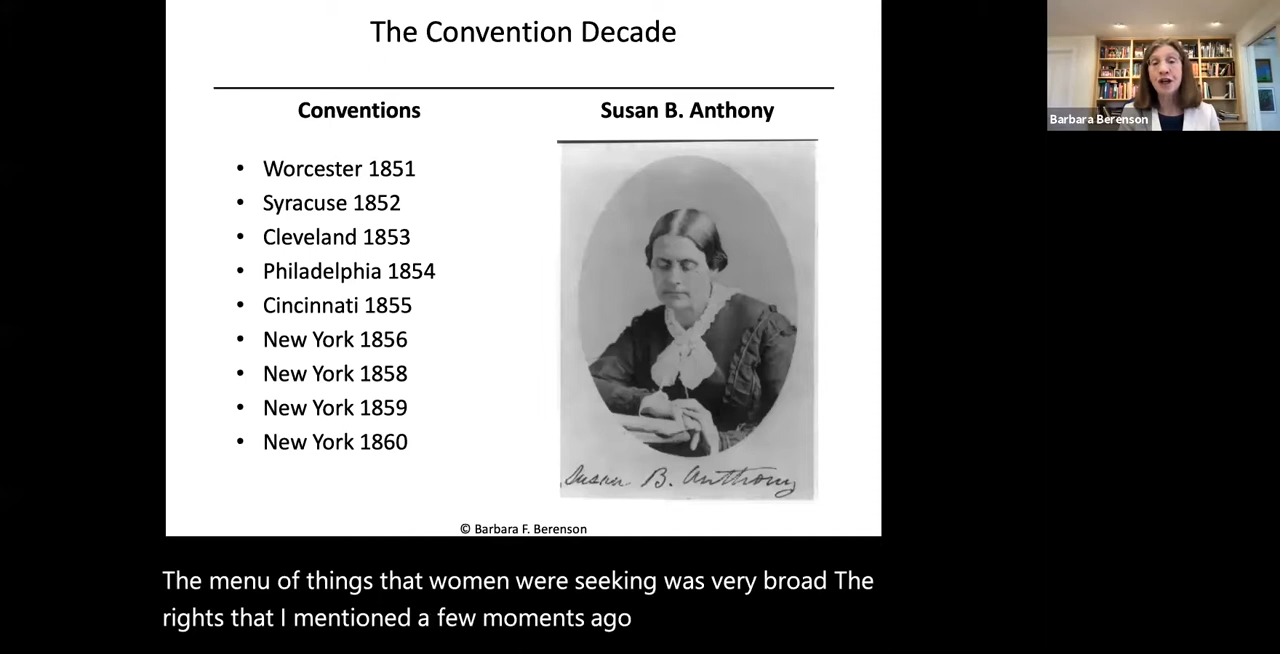 The Convention Decade
Conventions
Susan B. Anthony
• Worcester 1851
• Syracuse 1852
• Cleveland 1853
• Philadelphia 1854
• Cincinnati 1855
• New York 1856
• New York 1858
• New York 1859
• New York 1860
Susan B. Anthony
© Barbara F. Berenson
Barbara Berenson
The menu of things that women were seeking was very broad The
rights that I mentioned a few moments ago